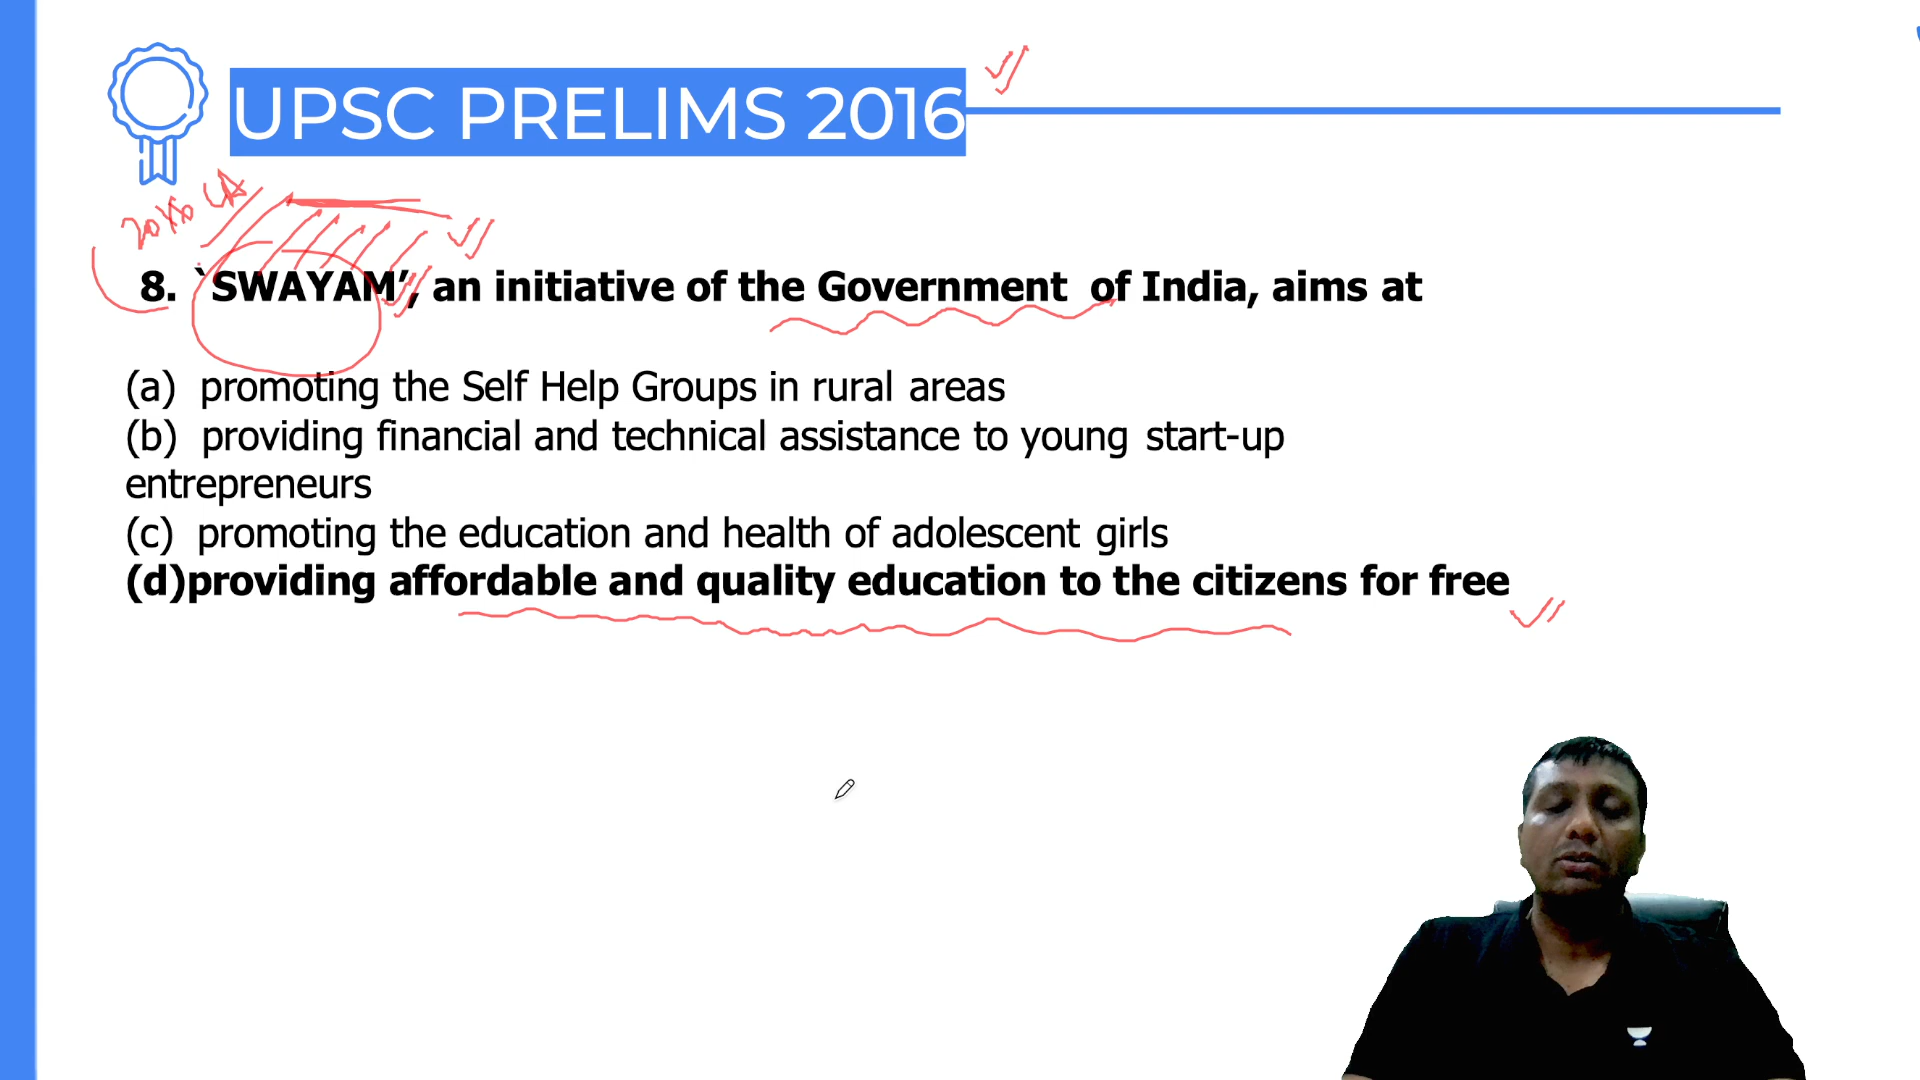 UPSC PRELIMS 2016
8. `SWAYAM’, an initiative of the Government of India, aims at
(a) promoting the Self Help Groups in rural areas
(b) providing financial and technical assistance to young start-up
entrepreneurs
(c) promoting the education and health of adolescent girls
(d)providing affordable and quality education to the citizens for free